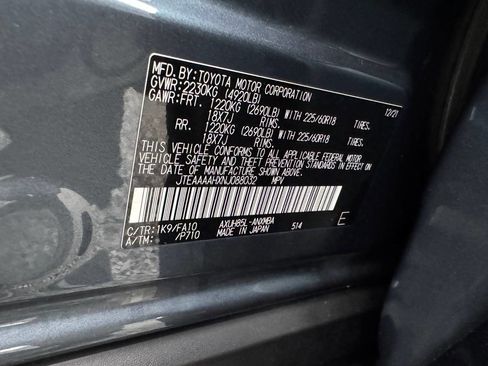 MFD.BY:TOYOTA MOTOR CORPORATION 12/21
GVWR:2230KG (4920LB)
GAWR:FRT. 1220KG (2690LB) WITH 225/60R18
18X7J RIMS.
RR. 1220KG (2690LB) WITH 225/60R18
18X7J RIMS.
THIS VEHICLE CONFORMS TO ALL APPLICABLE FEDERAL MOTOR
VEHICLE SAFETY AND THEFT PREVENTION STANDARDS IN EFFECT ON
THE DATE OF MANUFACTURE SHOWN ABOVE.
JTEAAAAHXNJ088032 MPV
E
C/TR:1K9/FA10 AXUH85L-ANXMBA
A/TM: /P710 MADE IN JAPAN 514